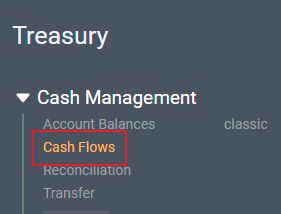 Treasury
Cash Management
Account Balances classic
Cash Flows
Reconciliation
Transfer